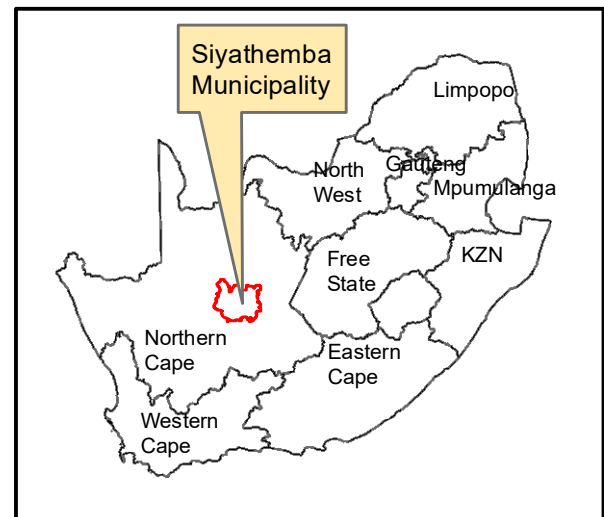 Siyathemba
Municipality
Limpopo
Gauteng
North
West
Mpumulanga
Free
State
KZN
Northern
Cape
Eastern
Cape
Western
Cape